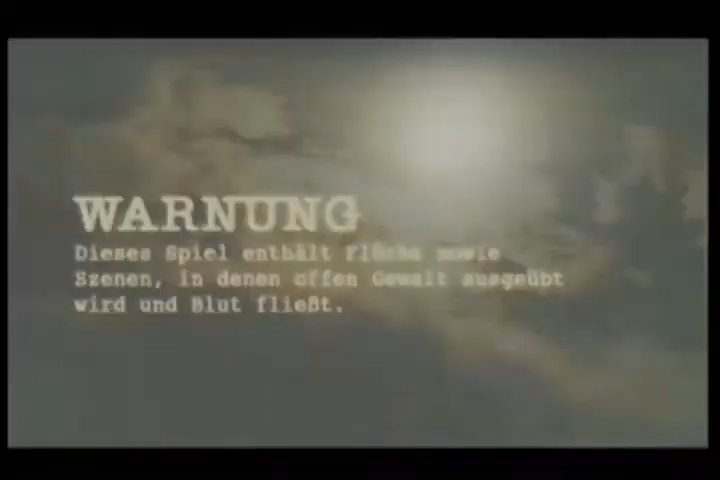 WARNUNG
Dieses Spiel enthält Flüche sowie
Szenen, in denen offen Gewalt ausgeübt
wird und Blut fließt.